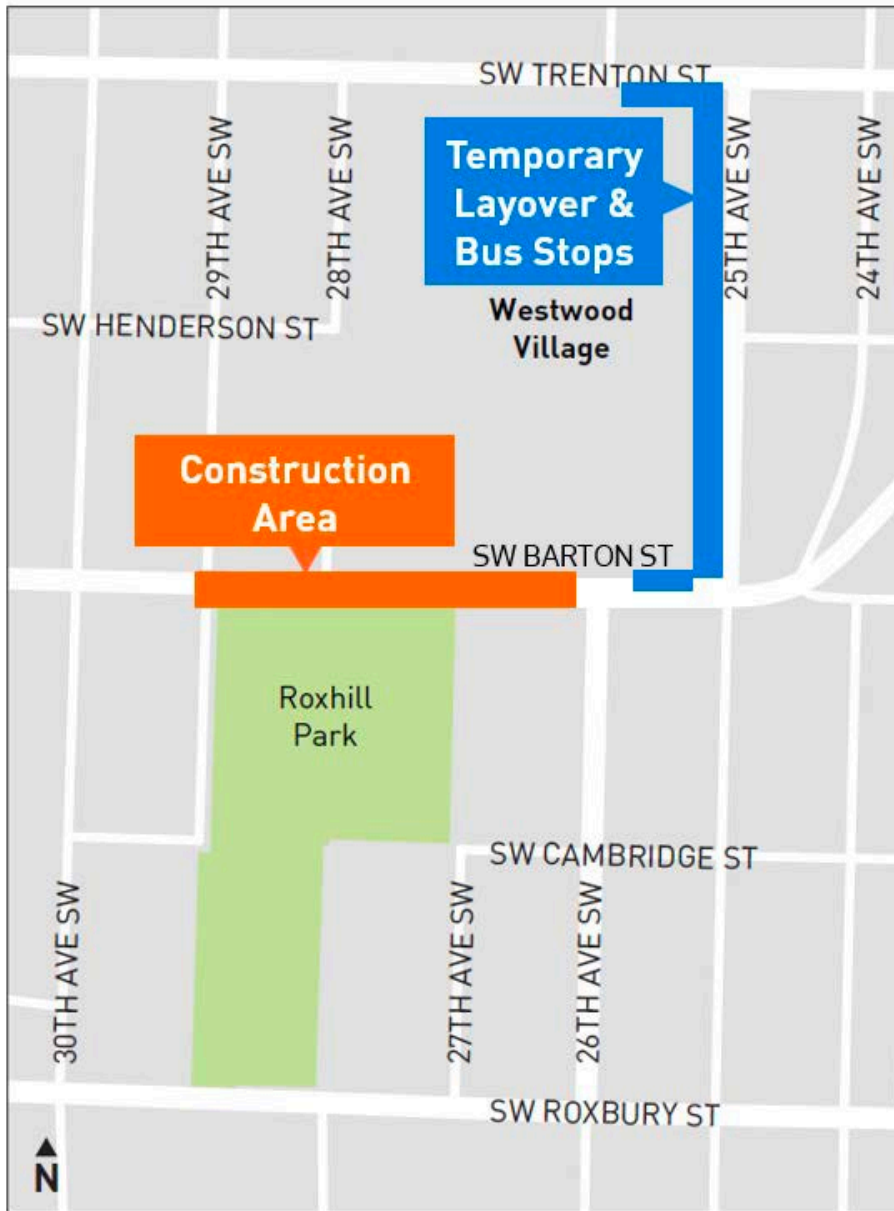 SW TRENTON ST
Temporary
Layover &
Bus Stops
29TH AVE SW
28TH AVE SW
25TH AVE SW
24TH AVE SW
Westwood
Village
SW HENDERSON ST
Construction
Area
SW BARTON ST
Roxhill
Park
SW CAMBRIDGE ST
30TH AVE SW
27TH AVE SW
26TH AVE SW
SW ROXBURY ST
N